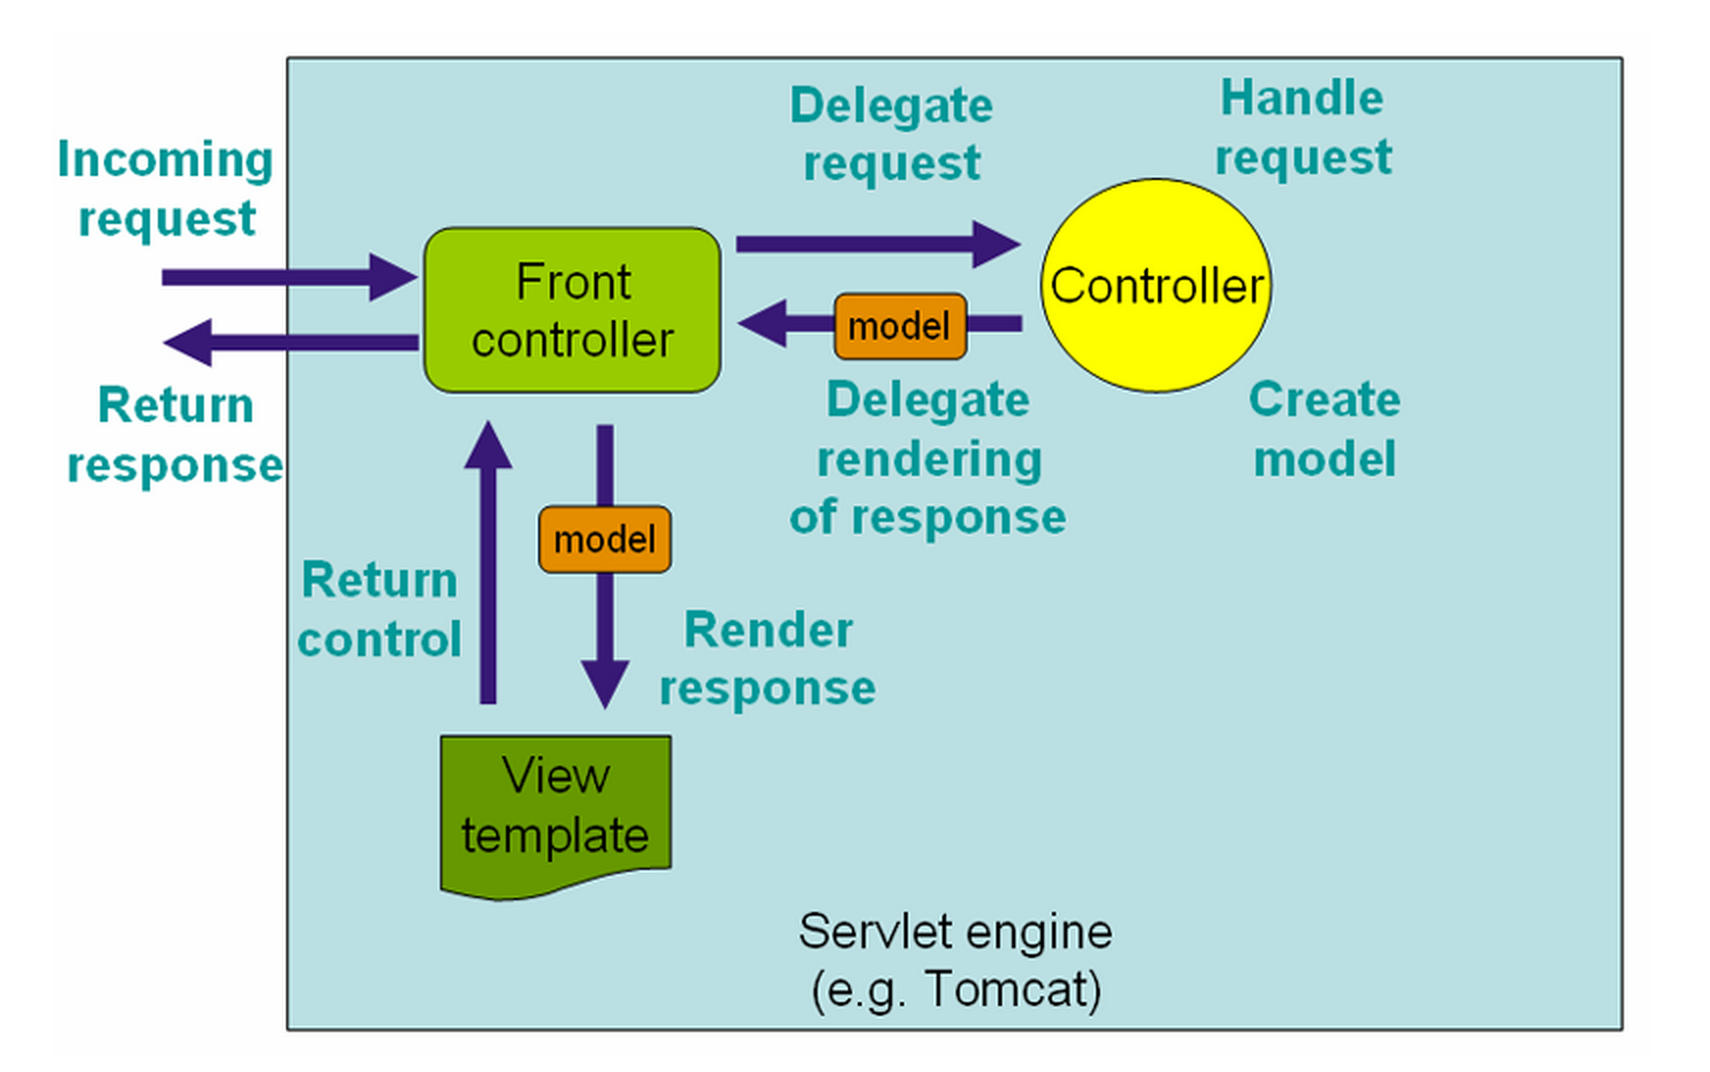 Incoming
request
Return
response
Front
controller
Delegate
request
Handle
request
Controller
model
Delegate
rendering
of response
Create
model
Return
control
model
Render
response
View
template
Servlet engine
(e.g. Tomcat)